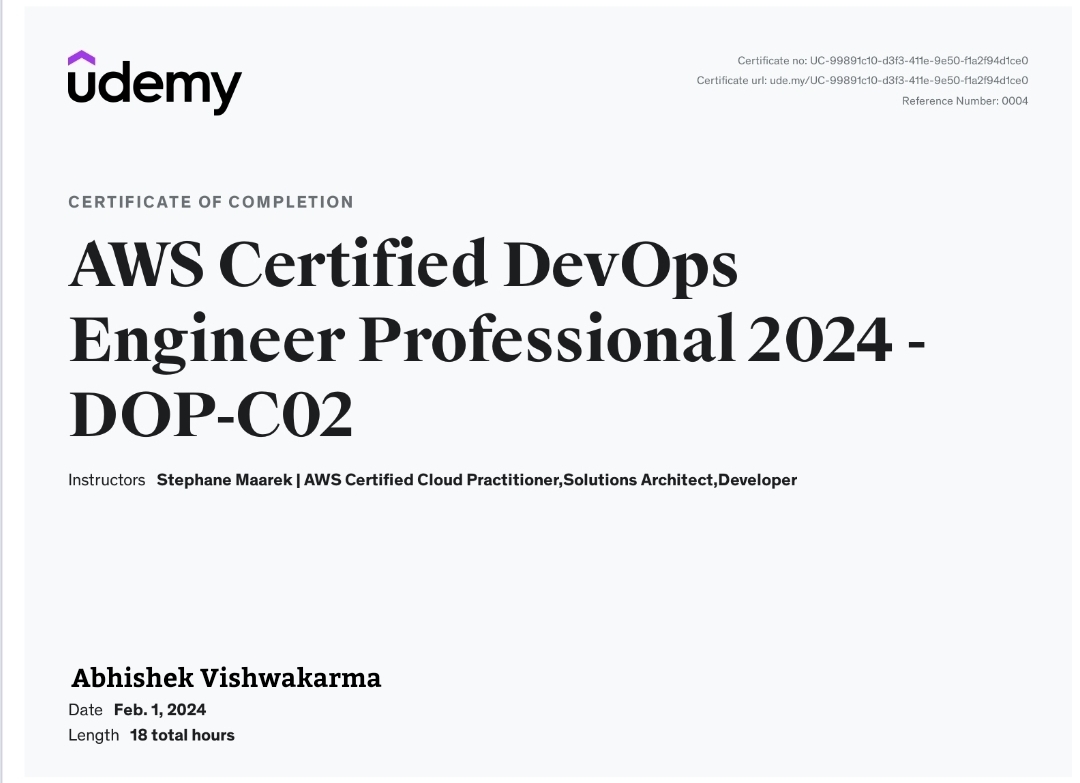 udemy
Certificate no: UC-99891c10-d3f3-411e-9e50-f1a2f94d1ce0
Certificate url: ude.my/UC-99891c10-d3f3-411e-9e50-f1a2f94d1ce0
Reference Number: 0004
CERTIFICATE OF COMPLETION
AWS Certified DevOps
Engineer Professional 2024 -
DOP-C02
Instructors Stephane Maarek | AWS Certified Cloud Practitioner,Solutions Architect,Developer
Abhishek Vishwakarma
Date Feb. 1, 2024
Length 18 total hours